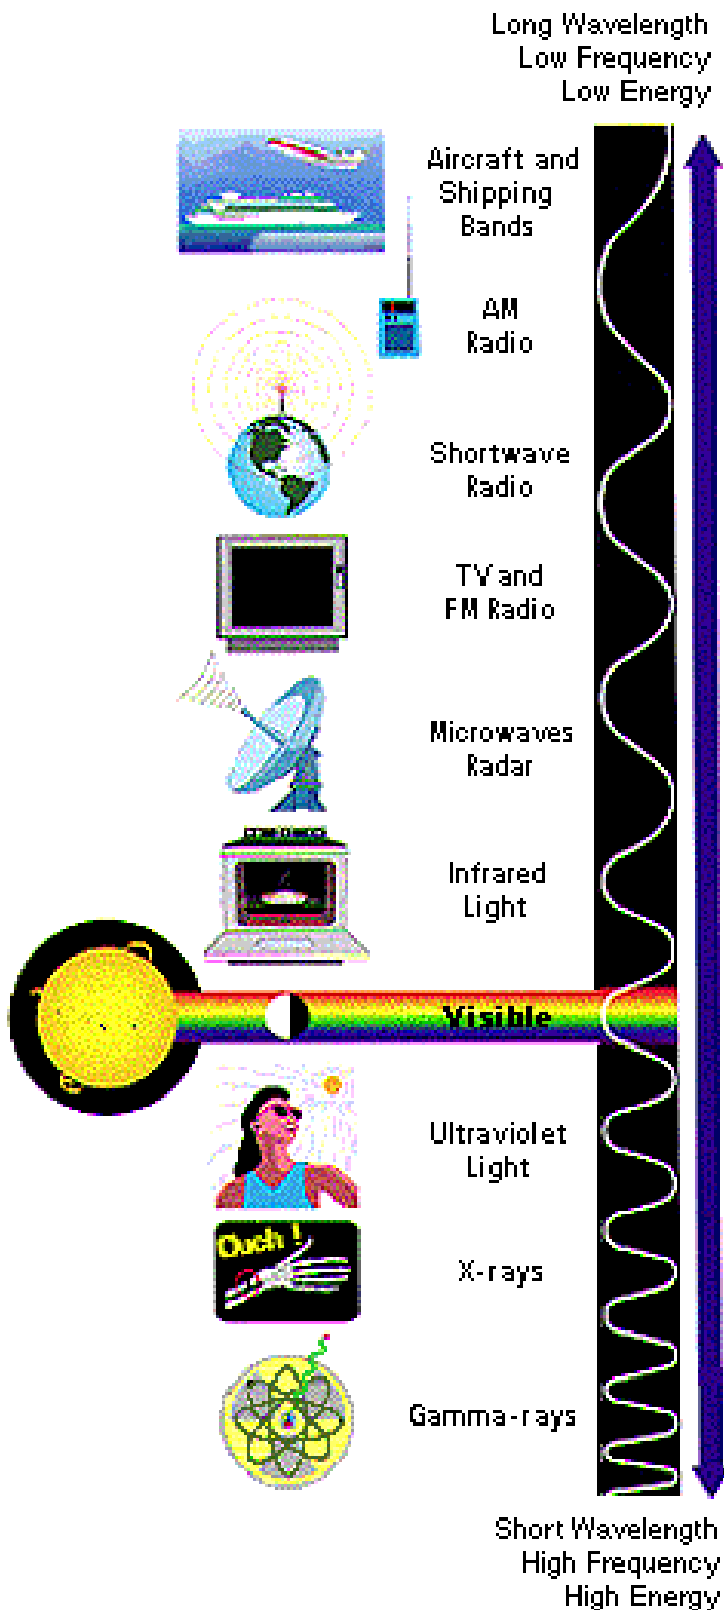 Long Wavelength
Low Frequency
Low Energy
Aircraft and
Shipping
Bands
AM
Radio
Shortwave
Radio
TV and
FM Radio
Microwaves
Radar
Infrared
Light
Visible
Ultraviolet
Light
Ouch !
X-rays
Gamma-rays
Short Wavelength
High Frequency
High Energy